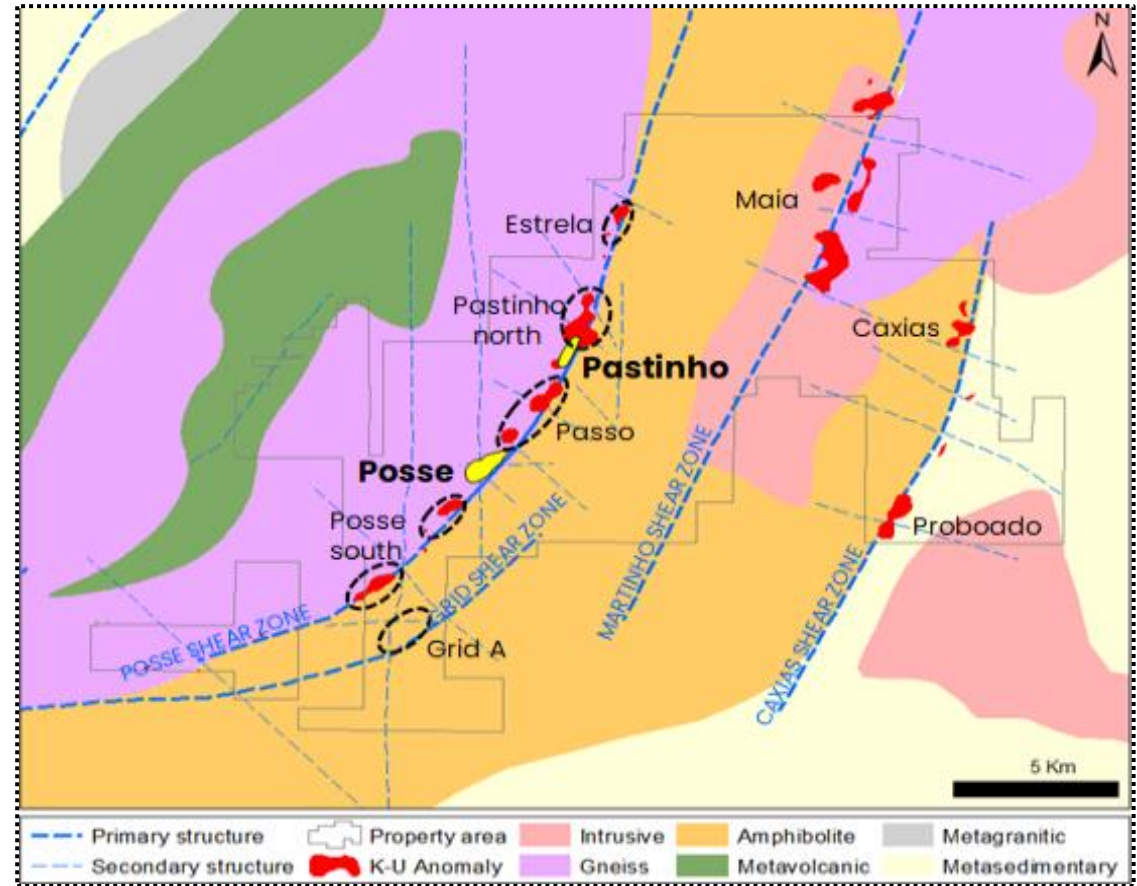 N
Maia
Estrela
Pastinho
north
Caxias
Pastinho
Passo
Posse
Posse
south
Proboado
MARTINHO SHEAR ZONE
GRID SHEAR ZONE
POSSE SHEAR ZONE
CAXIAS SHEAR ZONE
Grid A
5 Km
Primary structure
Property area
Intrusive
Amphibolite
Metagranitic
Secondary structure
K-U Anomaly
Gneiss
Metavolcanic
Metasedimentary